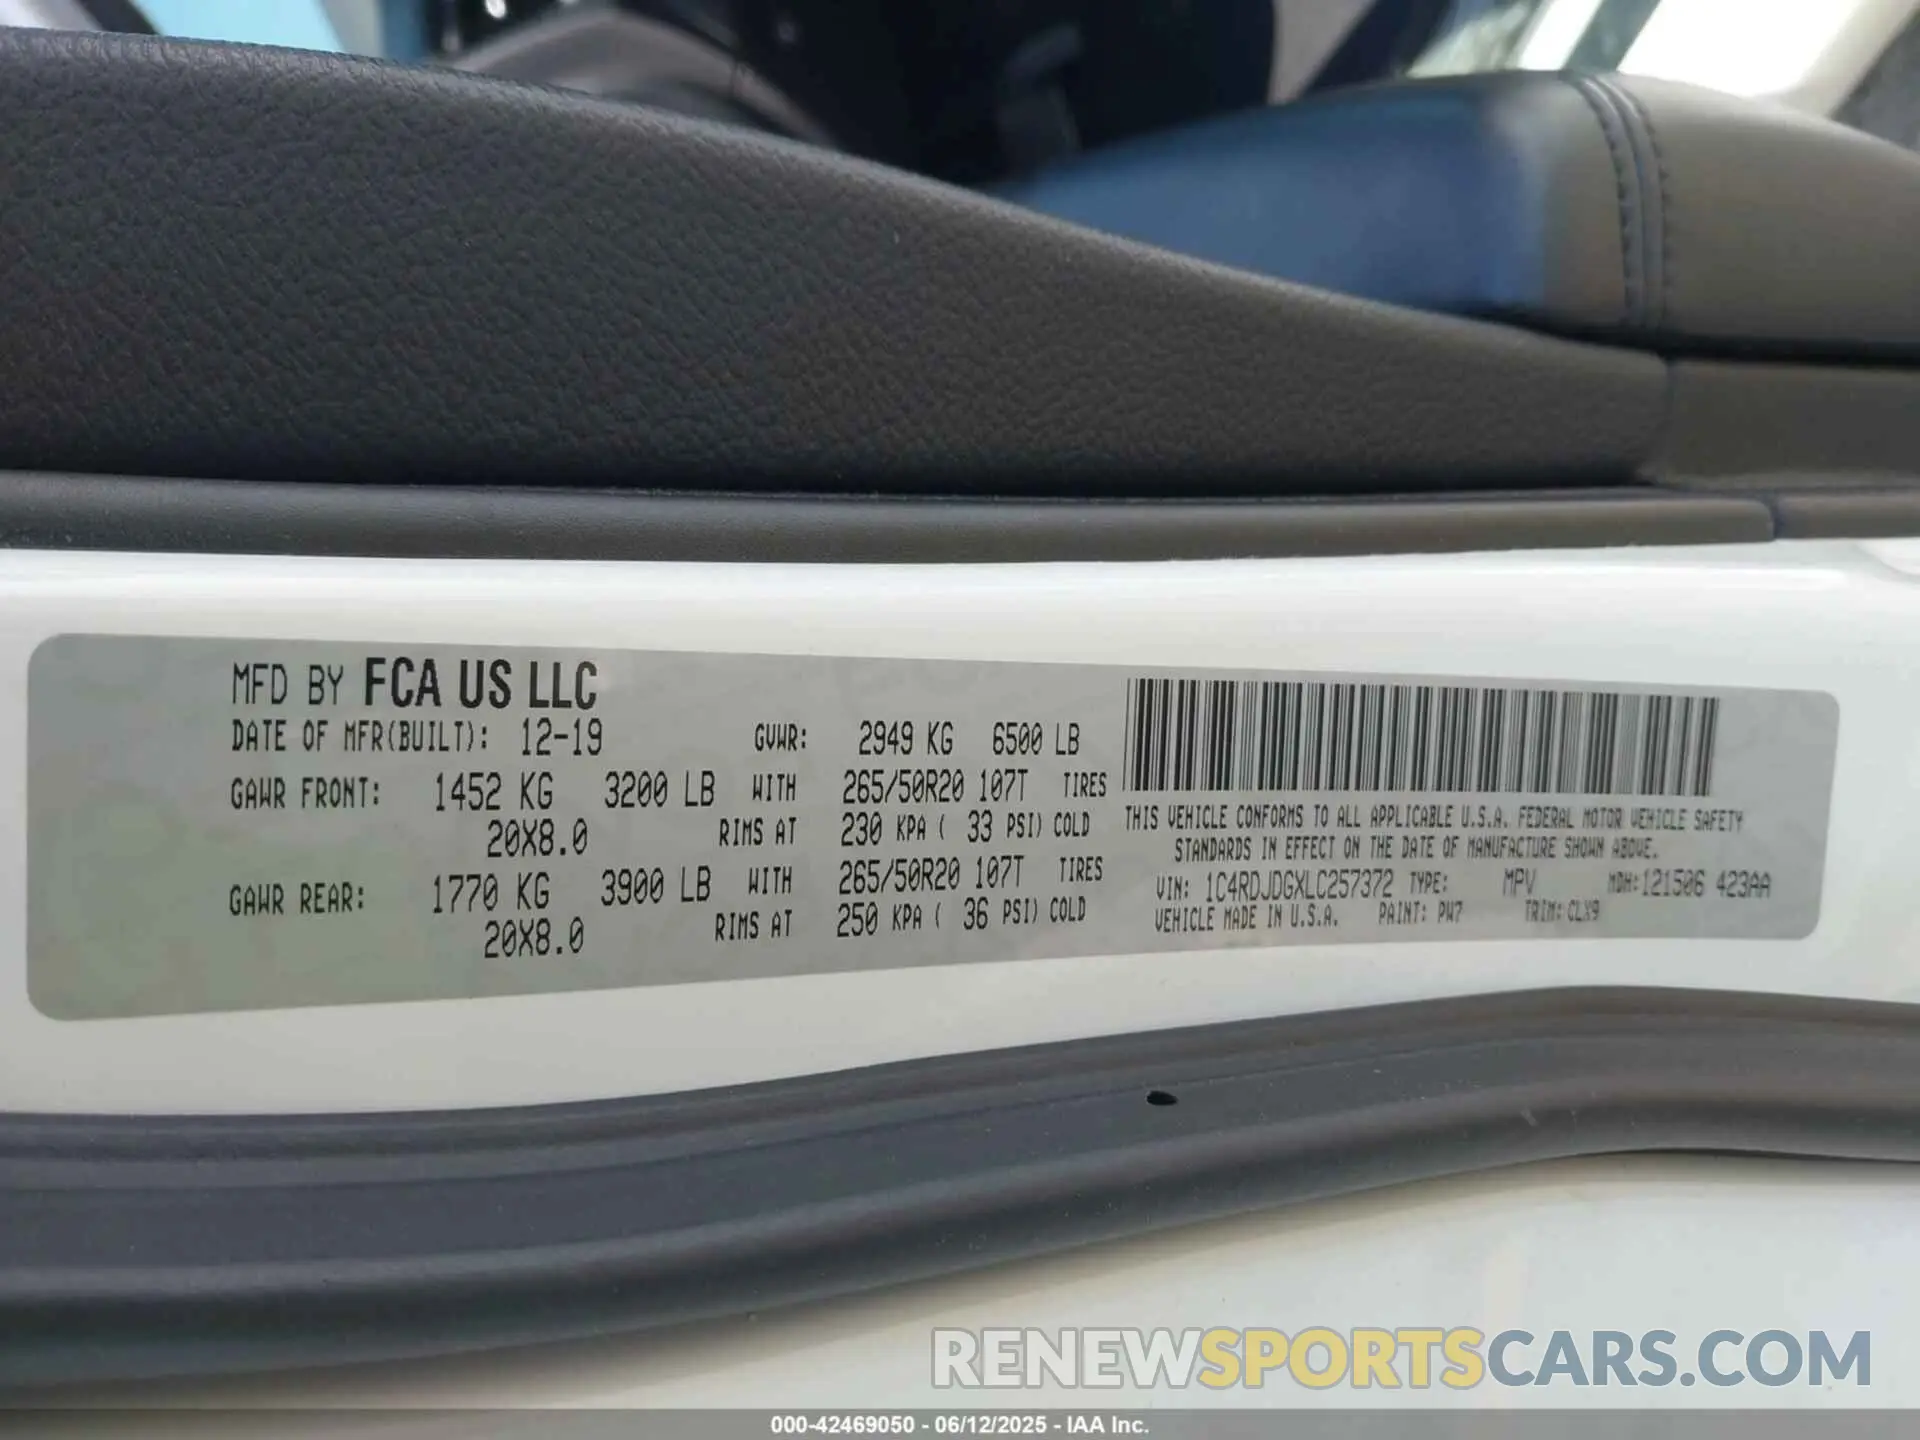 MFD BY FCA US LLC
DATE OF MFR(BUILT): 12-19 GVWR: 2949 KG 6500 LB
GAWR FRONT: 1452 KG 3200 LB WITH 265/50R20 107T TIRES
20X8.0 RIMS AT 230 KPA ( 33 PSI) COLD
GAWR REAR: 1770 KG 3900 LB WITH 265/50R20 107T TIRES
20X8.0 RIMS AT 250 KPA ( 36 PSI) COLD
THIS VEHICLE CONFORMS TO ALL APPLICABLE U.S.A. FEDERAL MOTOR VEHICLE SAFETY
STANDARDS IN EFFECT ON THE DATE OF MANUFACTURE SHOWN ABOVE.
VIN: 1C4RDJDGXLC257372 TYPE: MPV MDH:121506 423AA
VEHICLE MADE IN U.S.A. PAINT: PW7 TRIM: CLX9
RENEWSPORTSCARS.COM
000-42469050 - 06/12/2025 - IAA Inc.